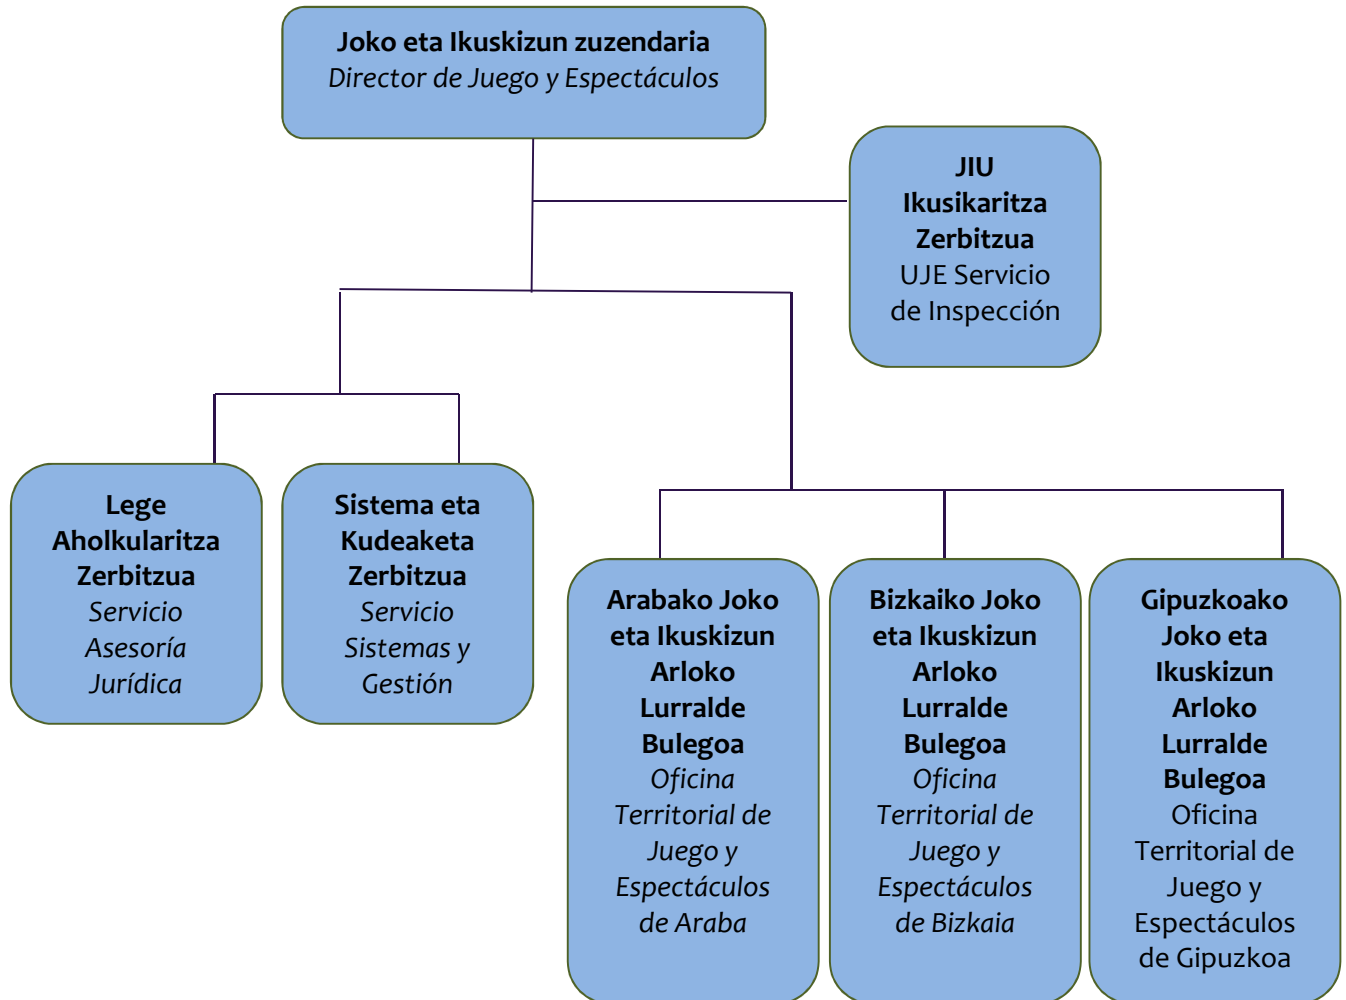 Joko eta Ikuskizun zuzendaria
Director de Juego y Espectáculos
JIU
Ikusikaritza
Zerbitzua
UJE Servicio
de Inspección
Lege
Aholkularitza
Zerbitzua
Servicio
Asesoría
Jurídica
Sistema eta
Kudeaketa
Zerbitzua
Servicio
Sistemas y
Gestión
Arabako Joko
eta Ikuskizun
Arloko
Lurralde
Bulegoa
Oficina
Territorial de
Juego y
Espectáculos
de Araba
Bizkaiko Joko
eta Ikuskizun
Arloko
Lurralde
Bulegoa
Oficina
Territorial de
Juego y
Espectáculos
de Bizkaia
Gipuzkoako
Joko eta
Ikuskizun
Arloko
Lurralde
Bulegoa
Oficina
Territorial de
Juego y
Espectáculos
de Gipuzkoa